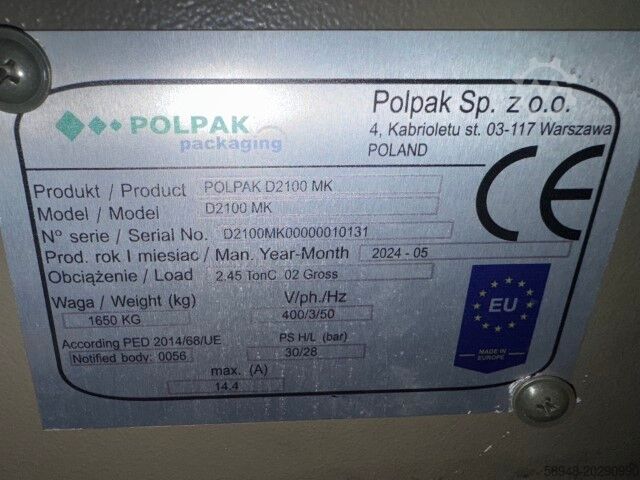 POLPAK
packaging
Polpak Sp. z o.o.
4, Kabrioletu st. 03-117 Warszawa
POLAND
Produkt / Product POLPAK D2100 MK
Model / Model D2100 MK
N° serie / Serial No. D2100MK00000010131
Prod. rok I miesiac / Man. Year-Month 2024 - 05
Obciążenie / Load 2.45 TonC 02 Gross
Waga / Weight (kg) V/ph./Hz
1650 KG 400/3/50
According PED 2014/68/UE PS H/L (bar)
Notified body: 0056 30/28
max. (A)
14.4
CE
EU
MADE IN
EUROPE
58948-20290990